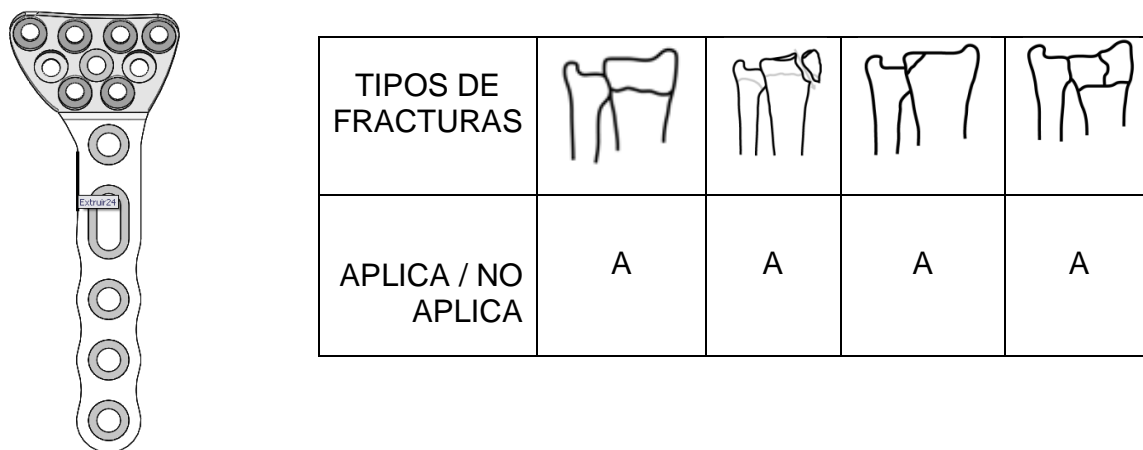 Extruir24
TIPOS DE
FRACTURAS
APLICA / NO
APLICA
A
A
A
A